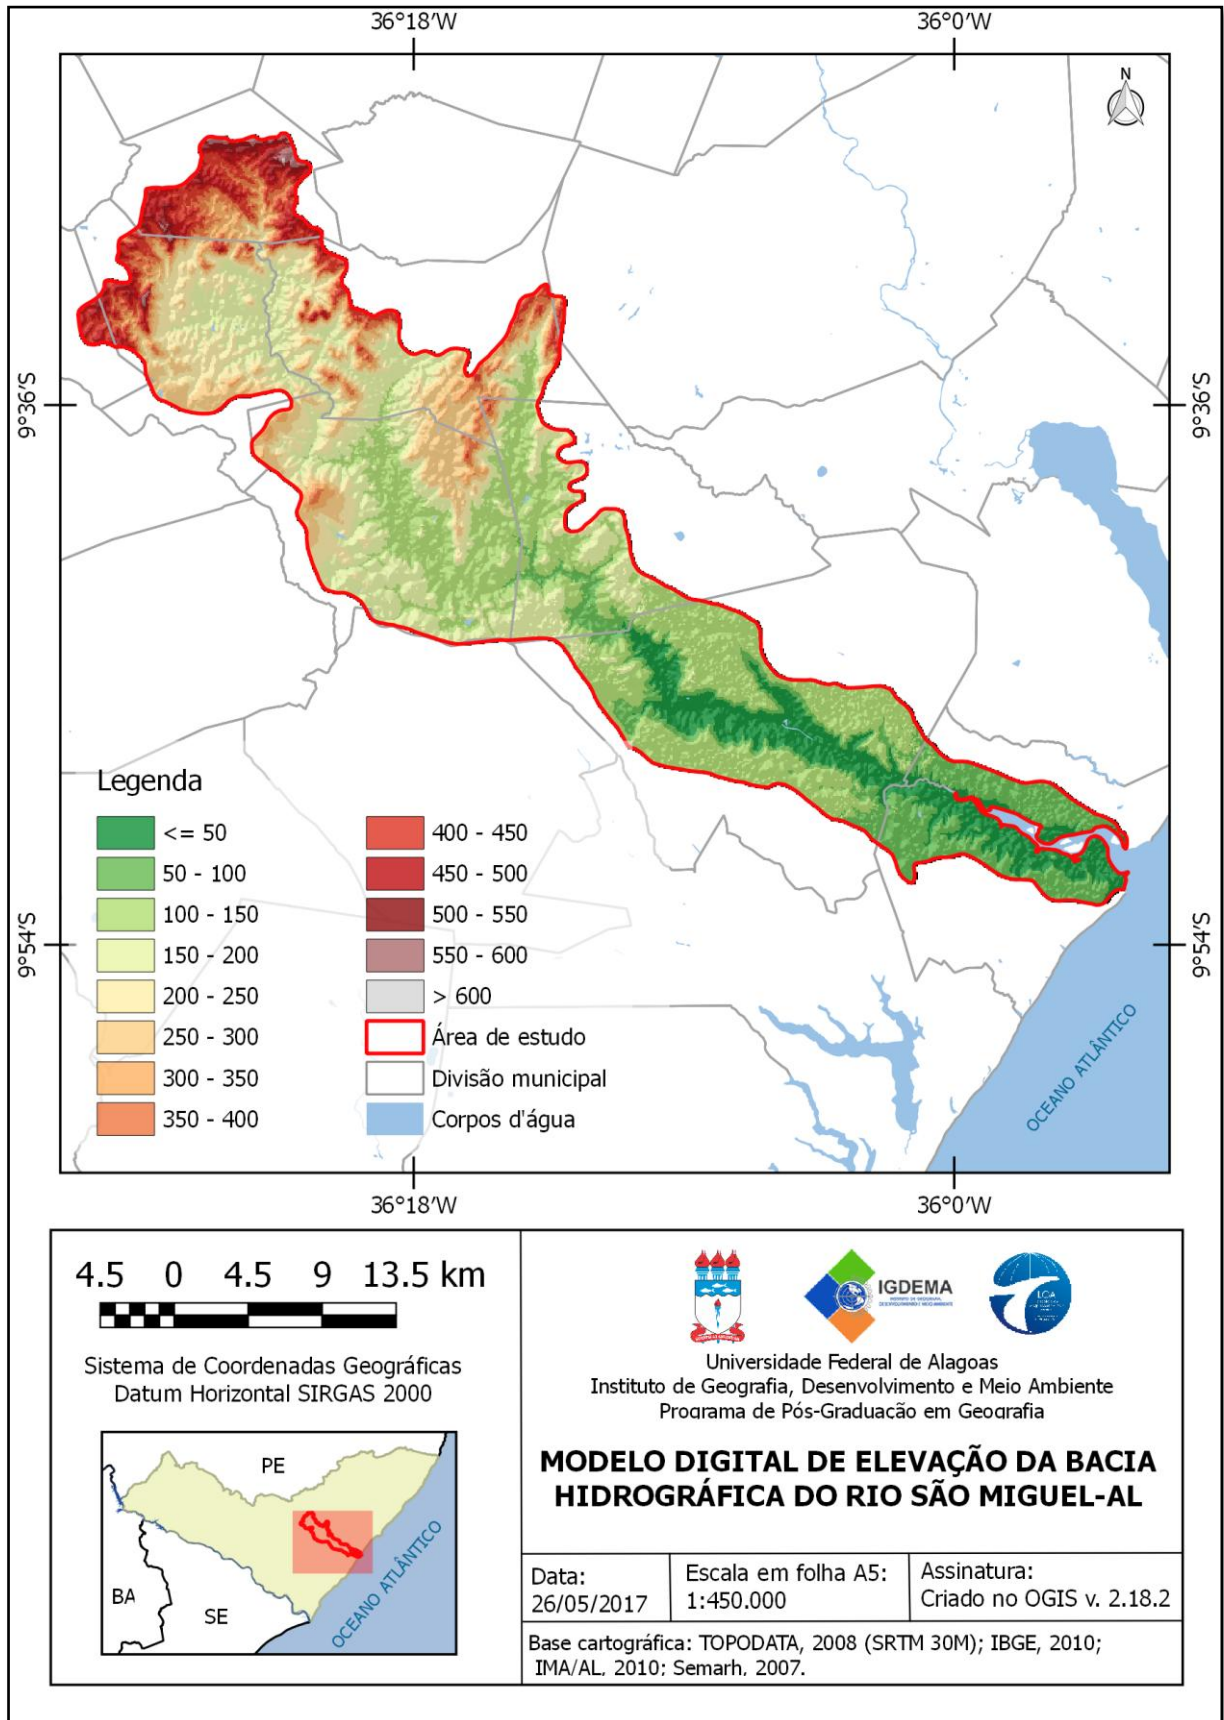 36°18'W
36°0'W
N
9°36'S
9°36'S
Legenda
<= 50
50 - 100
100 - 150
150 - 200
200 - 250
250 - 300
300 - 350
350 - 400
400 - 450
450 - 500
500 - 550
550 - 600
> 600
Área de estudo
Divisão municipal
Corpos d'água
9°54'S
9°54'S
OCEANO ATLÂNTICO
36°18'W
36°0'W
4.5 0 4.5 9 13.5 km
Sistema de Coordenadas Geográficas
Datum Horizontal SIRGAS 2000
PE
BA
SE
OCEANO ATLÂNTICO
IGDEMA
LCA
Universidade Federal de Alagoas
Instituto de Geografia, Desenvolvimento e Meio Ambiente
Programa de Pós-Graduação em Geografia
MODELO DIGITAL DE ELEVAÇÃO DA BACIA
HIDROGRÁFICA DO RIO SÃO MIGUEL-AL
Data:
26/05/2017
Escala em folha A5:
1:450.000
Assinatura:
Criado no QGIS v. 2.18.2
Base cartográfica: TOPODATA, 2008 (SRTM 30M); IBGE, 2010;
IMA/AL, 2010; Semarh, 2007.